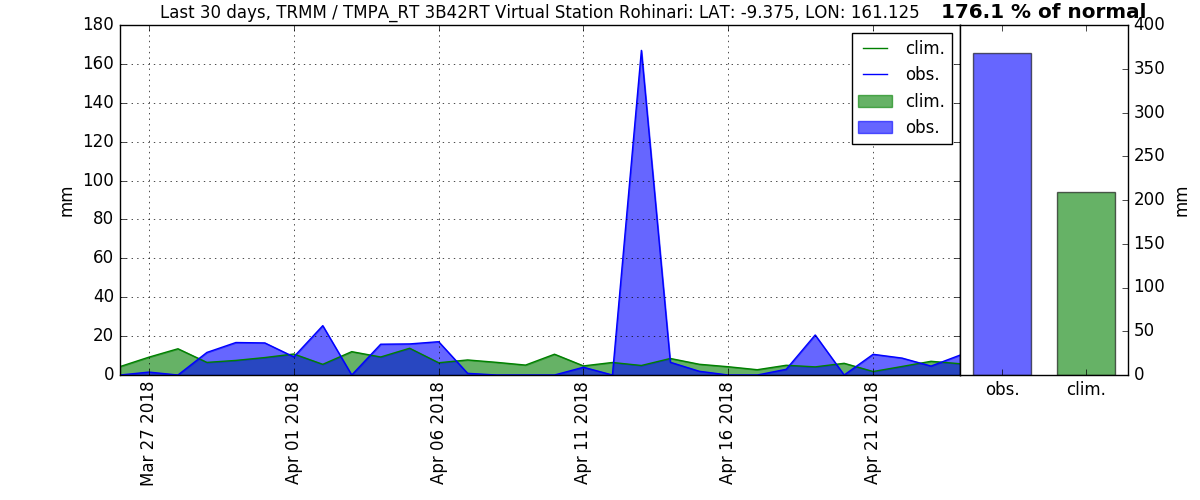 Last 30 days, TRMM / TMPA_RT 3B42RT Virtual Station Rohinari: LAT: -9.375, LON: 161.125
176.1 % of normal
180
160
140
120
100
80
60
40
20
0
mm
clim.
obs.
clim.
obs.
400
350
300
250
200
150
100
50
0
mm
Mar 27 2018
Apr 01 2018
Apr 06 2018
Apr 11 2018
Apr 16 2018
Apr 21 2018
obs.
clim.